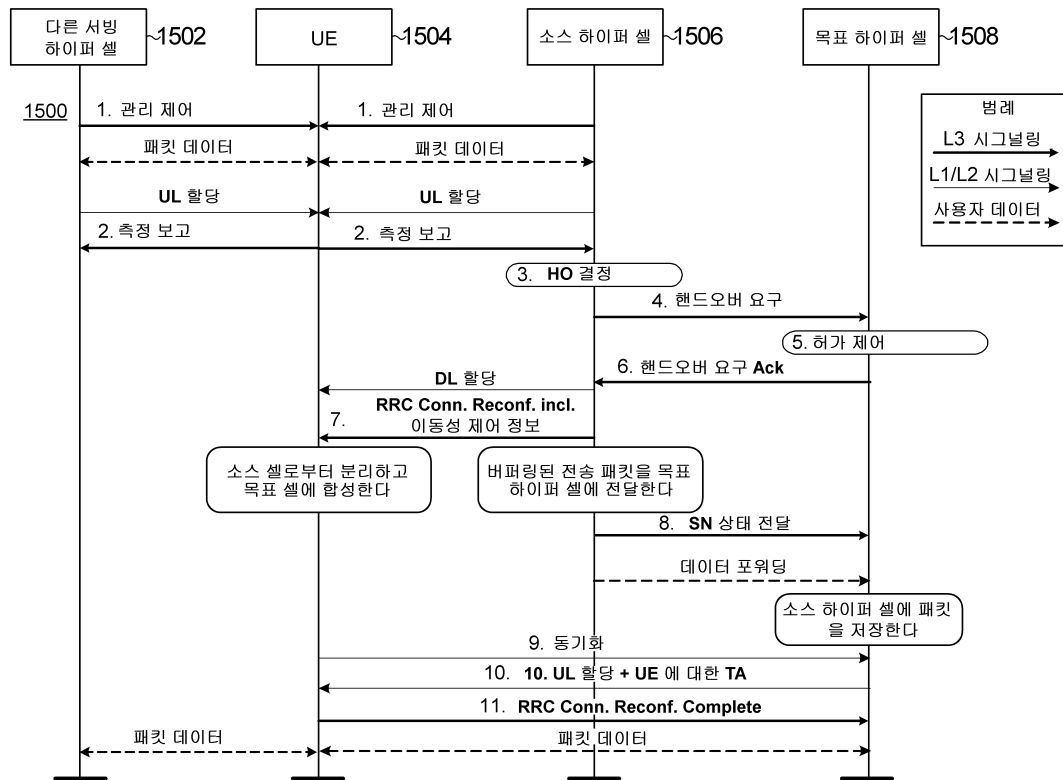 다른 서빙
하이퍼 셀
1502
UE
1504
소스 하이퍼 셀
1506
목표 하이퍼 셀
1508
1500
1. 관리 제어
1. 관리 제어
패킷 데이터
패킷 데이터
UL 할당
UL 할당
2. 측정 보고
2. 측정 보고
범례
L3 시그널링
L1/L2 시그널링
사용자 데이터
3. HO 결정
4. 핸드오버 요구
5. 허가 제어
6. 핸드오버 요구 Ack
DL 할당
7. RRC Conn. Reconf. incl.
이동성 제어 정보
소스 셀로부터 분리하고
목표 셀에 합성한다
버퍼링된 전송 패킷을 목표
하이퍼 셀에 전달한다
8. SN 상태 전달
데이터 포워딩
소스 하이퍼 셀에 패킷
을 저장한다
9. 동기화
10. 10. UL 할당 + UE 에 대한 TA
11. RRC Conn. Reconf. Complete
패킷 데이터
패킷 데이터